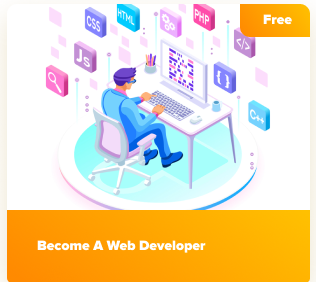 Free
HTML
CSS
PHP
</>
Js
{ }
C++
Become A Web Developer